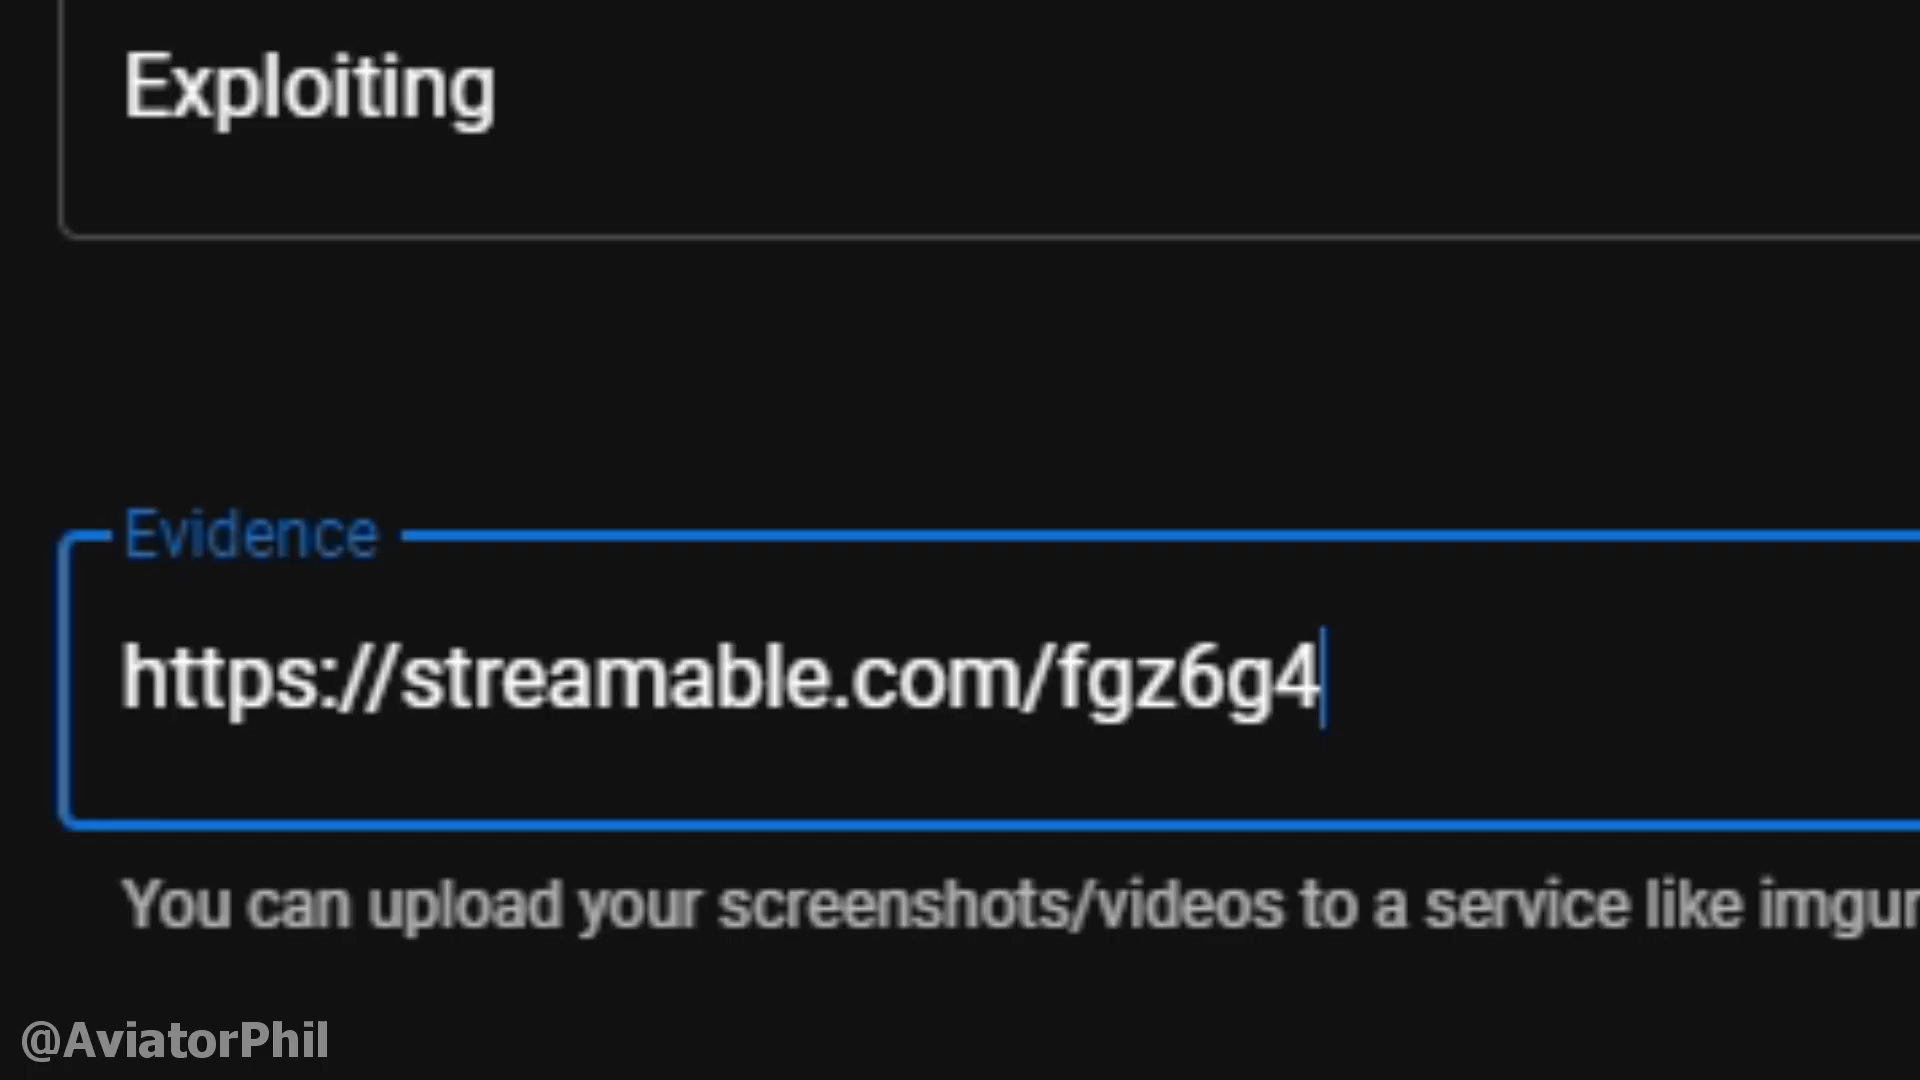 Exploiting
Evidence
https://streamable.com/fgz6g4
You can upload your screenshots/videos to a service like imgur
@AviatorPhil